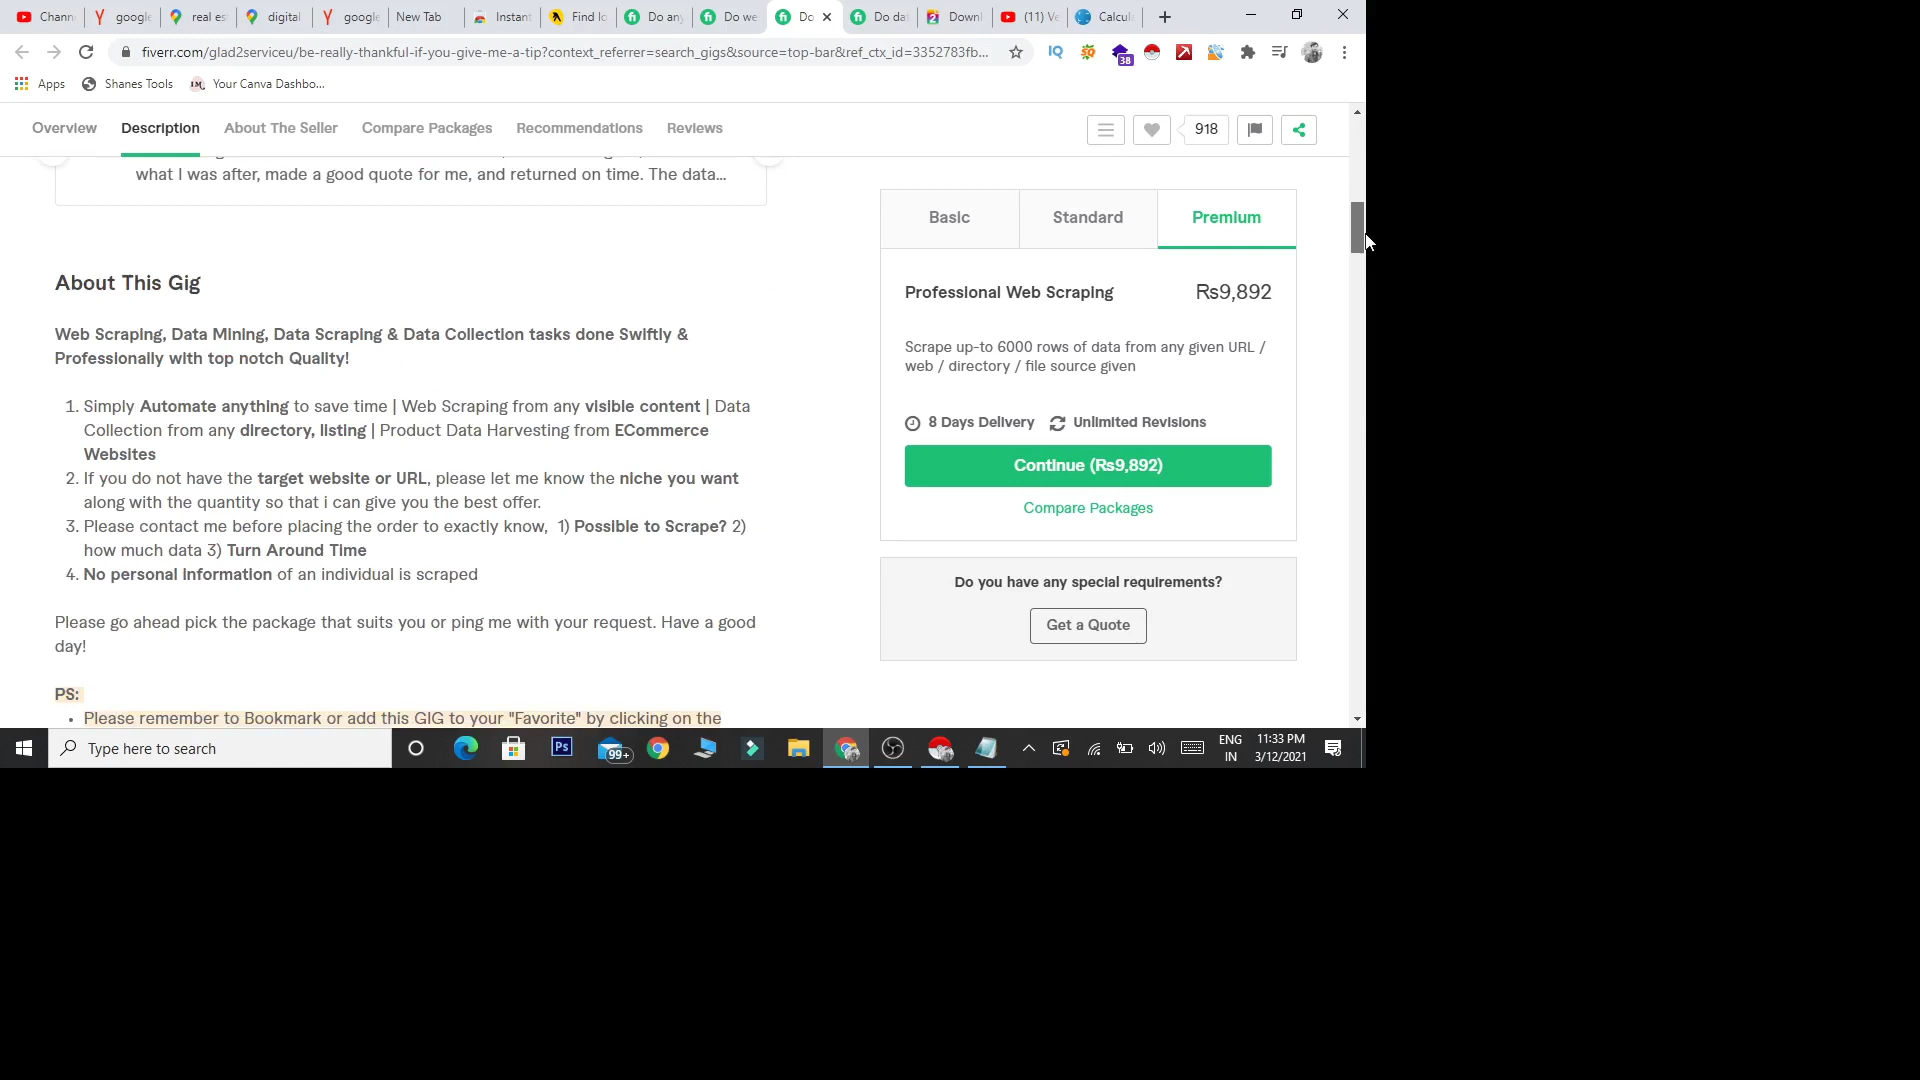 Chann
google
real es
digital
google
New Tab
Instant
Find lo
Do any
Do we
Do
Do dat
Downl
(11) Ve
Calcul
fiverr.com/glad2serviceu/be-really-thankful-if-you-give-me-a-tip?context_referrer=search_gigs&source=top-bar&ref_ctx_id=3352783fb...
IQ
38
Apps
Shanes Tools
Your Canva Dashbo...
Overview
Description
About The Seller
Compare Packages
Recommendations
Reviews
918
what I was after, made a good quote for me, and returned on time. The data...
About This Gig
Web Scraping, Data Mining, Data Scraping & Data Collection tasks done Swiftly &
Professionally with top notch Quality!
1. Simply Automate anything to save time | Web Scraping from any visible content | Data
Collection from any directory, listing | Product Data Harvesting from ECommerce
Websites
2. If you do not have the target website or URL, please let me know the niche you want
along with the quantity so that i can give you the best offer.
3. Please contact me before placing the order to exactly know, 1) Possible to Scrape? 2)
how much data 3) Turn Around Time
4. No personal information of an individual is scraped
Please go ahead pick the package that suits you or ping me with your request. Have a good
day!
PS:
• Please remember to Bookmark or add this GIG to your "Favorite" by clicking on the
Basic
Standard
Premium
Professional Web Scraping
Rs9,892
Scrape up-to 6000 rows of data from any given URL /
web / directory / file source given
8 Days Delivery
Unlimited Revisions
Continue (Rs9,892)
Compare Packages
Do you have any special requirements?
Get a Quote
Type here to search
Ps
99+
ENG
IN
11:33 PM
3/12/2021